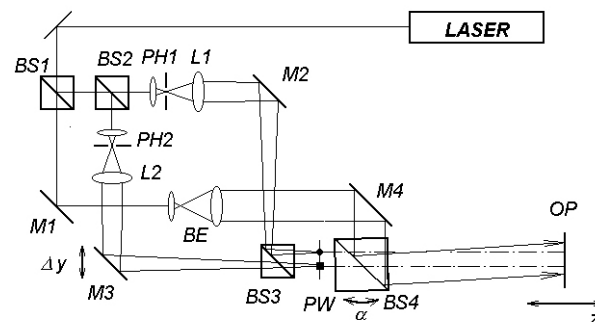 LASER
BS1
BS2
PH1
L1
M2
PH2
L2
M1
BE
M4
OP
Δy
M3
BS3
PW
α
BS4
z